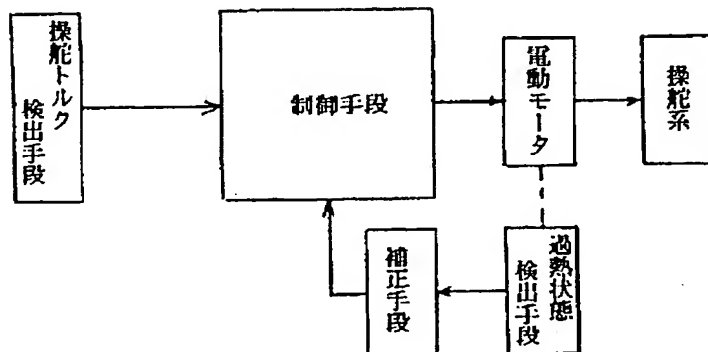 操舵トルク
検出手段
制御手段
電動モータ
操舵系
補正手段
過熱状態
検出手段